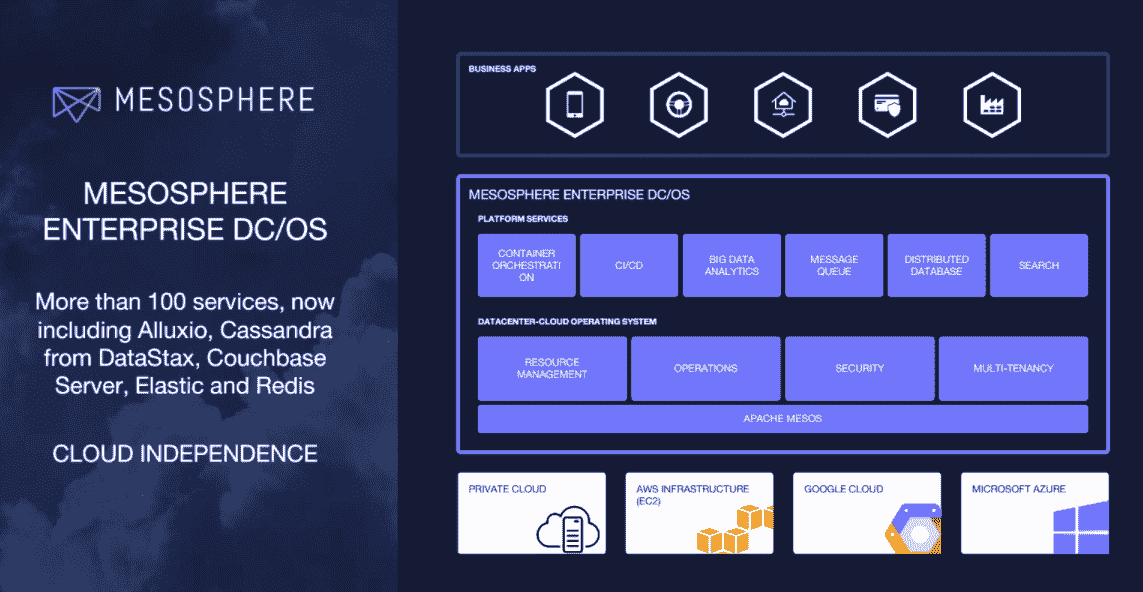 MESOSPHERE
MESOSPHERE
ENTERPRISE DC/OS
More than 100 services, now
including Alluxio, Cassandra
from DataStax, Couchbase
Server, Elastic and Redis
CLOUD INDEPENDENCE
BUSINESS APPS
MESOSPHERE ENTERPRISE DC/OS
PLATFORM SERVICES
CONTAINER
ORCHESTRATI
ON
CI/CD
BIG DATA
ANALYTICS
MESSAGE
QUEUE
DISTRIBUTED
DATABASE
SEARCH
DATACENTER-CLOUD OPERATING SYSTEM
RESOURCE
MANAGEMENT
OPERATIONS
SECURITY
MULTI-TENANCY
APACHE MESOS
PRIVATE CLOUD
AWS INFRASTRUCTURE
(EC2)
GOOGLE CLOUD
MICROSOFT AZURE